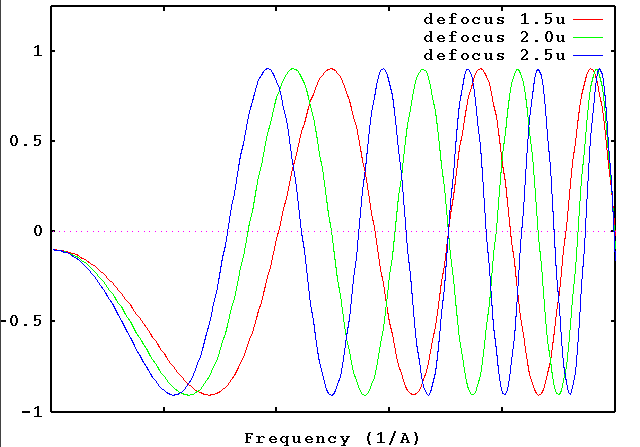 defocus 1.5u
defocus 2.0u
defocus 2.5u
1
0.5
0
-0.5
-1
Frequency (1/A)